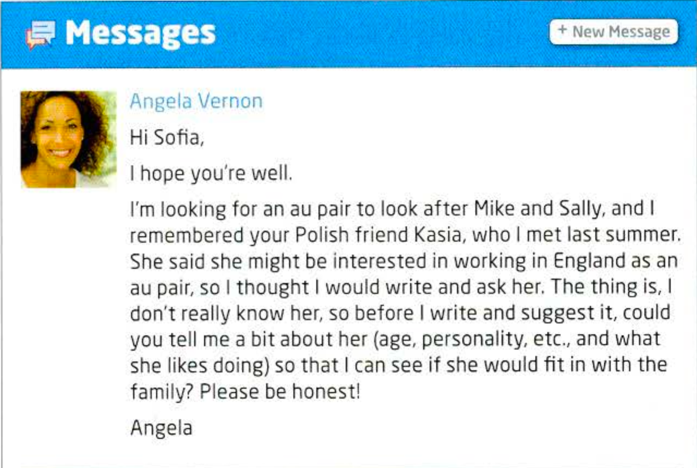 Messages
+ New Message
Angela Vernon
Hi Sofia,
I hope you're well.
I'm looking for an au pair to look after Mike and Sally, and I
remembered your Polish friend Kasia, who I met last summer.
She said she might be interested in working in England as an
au pair, so I thought I would write and ask her. The thing is, I
don't really know her, so before I write and suggest it, could
you tell me a bit about her (age, personality, etc., and what
she likes doing) so that I can see if she would fit in with the
family? Please be honest!
Angela